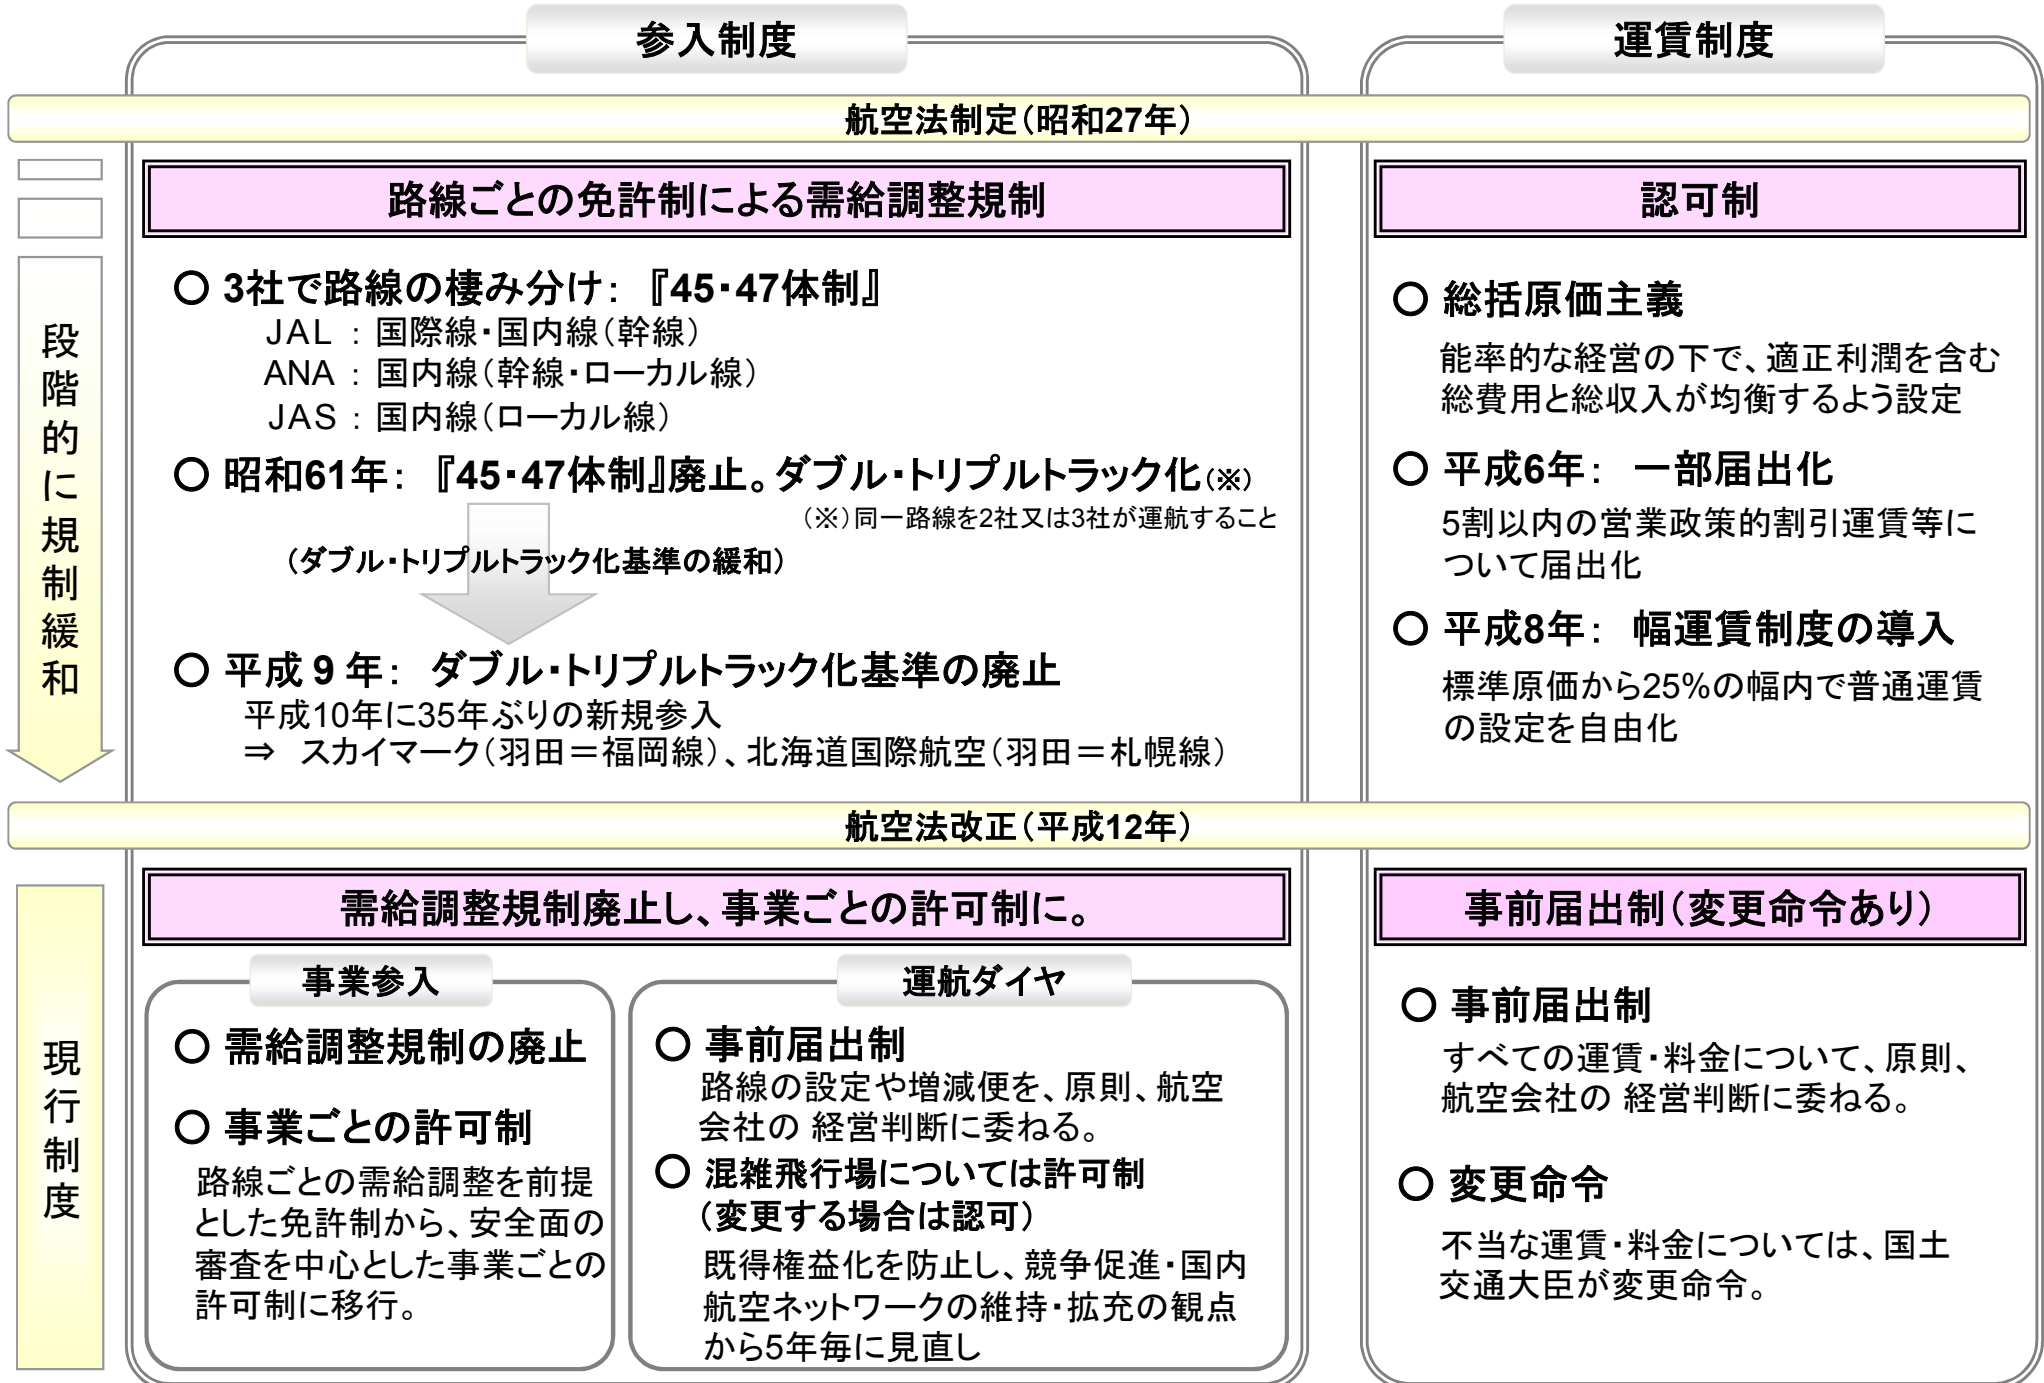 参入制度
運賃制度
航空法制定（昭和27年）
路線ごとの免許制による需給調整規制
認可制
段階的に規制緩和
○ 3社で路線の棲み分け： 『45・47体制』
JAL ： 国際線・国内線（幹線）
ANA ： 国内線（幹線・ローカル線）
JAS ： 国内線（ローカル線）
○ 昭和61年： 『45・47体制』廃止。ダブル・トリプルトラック化（※）
（※）同一路線を2社又は3社が運航すること
（ダブル・トリプルトラック化基準の緩和）
○ 平成 9 年： ダブル・トリプルトラック化基準の廃止
平成10年に35年ぶりの新規参入
⇒ スカイマーク（羽田＝福岡線）、北海道国際航空（羽田＝札幌線）
○ 総括原価主義
能率的な経営の下で、適正利潤を含む
総費用と総収入が均衡するよう設定
○ 平成6年： 一部届出化
5割以内の営業政策的割引運賃等に
ついて届出化
○ 平成8年： 幅運賃制度の導入
標準原価から25%の幅内で普通運賃
の設定を自由化
航空法改正（平成12年）
需給調整規制廃止し、事業ごとの許可制に。
事前届出制（変更命令あり）
現行制度
事業参入
○ 需給調整規制の廃止
○ 事業ごとの許可制
路線ごとの需給調整を前提
とした免許制から、安全面の
審査を中心とした事業ごとの
許可制に移行。
運航ダイヤ
○ 事前届出制
路線の設定や増減便を、原則、航空
会社の 経営判断に委ねる。
○ 混雑飛行場については許可制
（変更する場合は認可）
既得権益化を防止し、競争促進・国内
航空ネットワークの維持・拡充の観点
から5年毎に見直し
○ 事前届出制
すべての運賃・料金について、原則、
航空会社の 経営判断に委ねる。
○ 変更命令
不当な運賃・料金については、国土
交通大臣が変更命令。